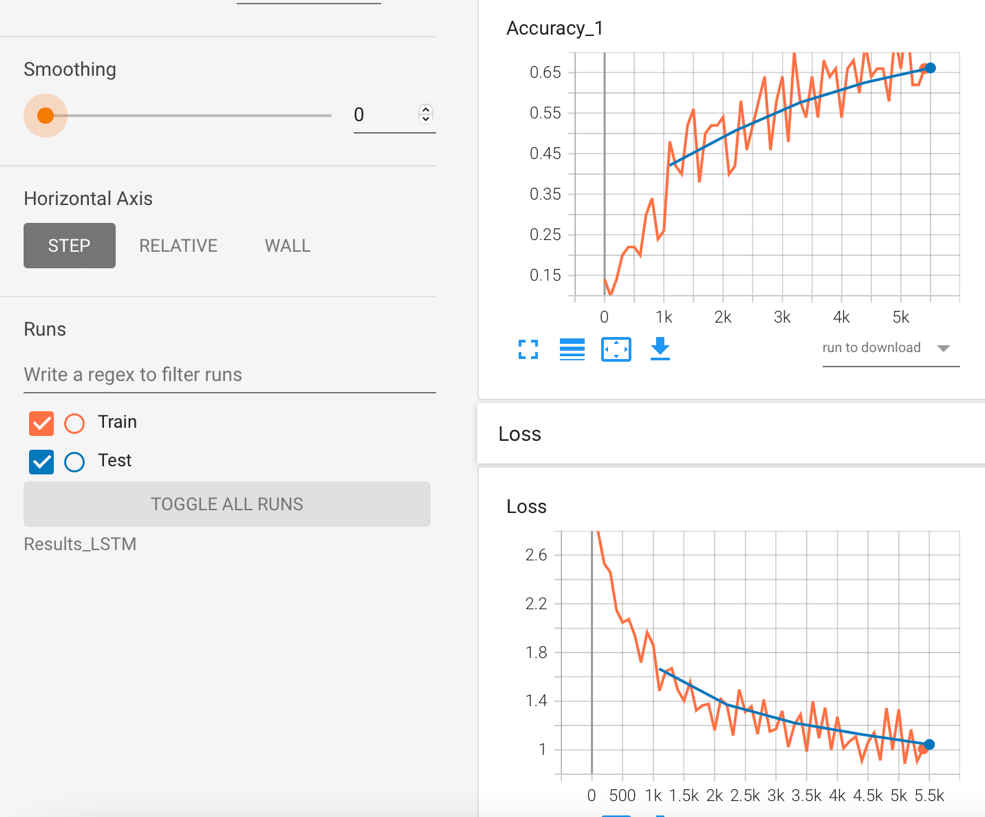 Smoothing
0
Horizontal Axis
STEP RELATIVE WALL
Runs
Write a regex to filter runs
Train
Test
TOGGLE ALL RUNS
Results_LSTM
Accuracy_1
0.65
0.55
0.45
0.35
0.25
0.15
0 1k 2k 3k 4k 5k
run to download
Loss
Loss
2.6
2.2
1.8
1.4
1
0 500 1k 1.5k 2k 2.5k 3k 3.5k 4k 4.5k 5k 5.5k